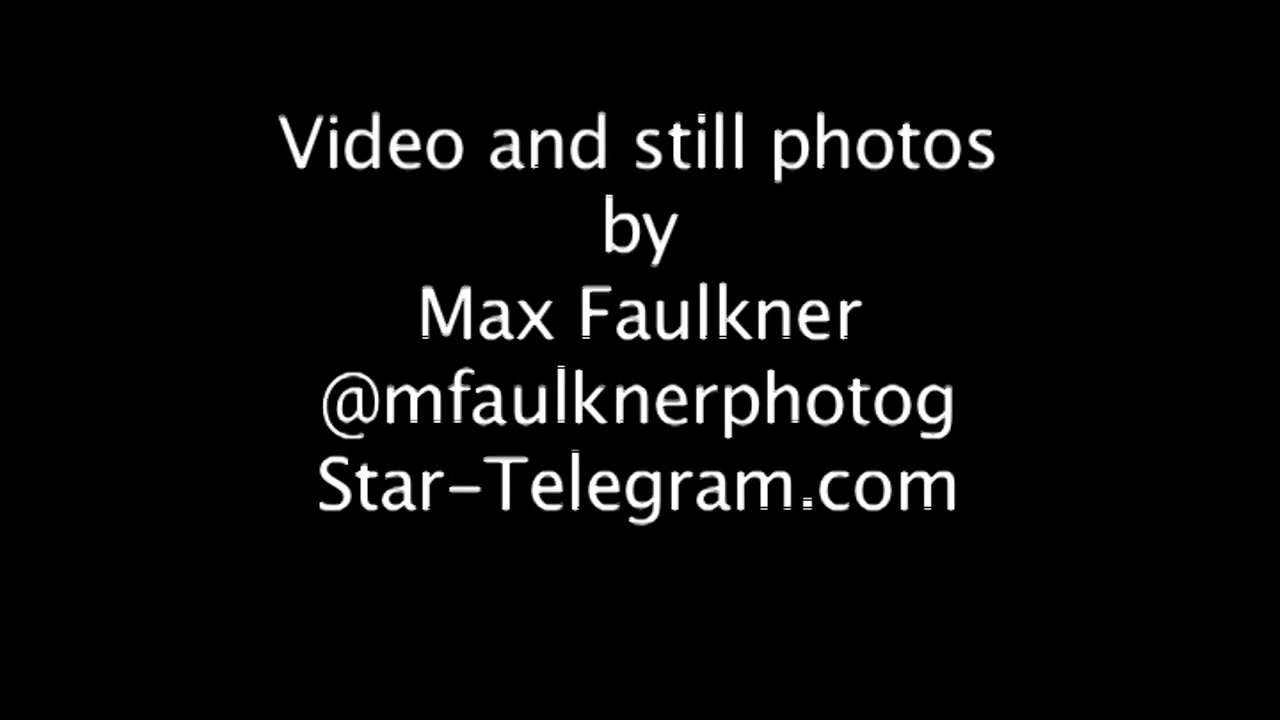 Video and still photos
by
Max Faulkner
@mfaulknerphotog
Star-Telegram.com